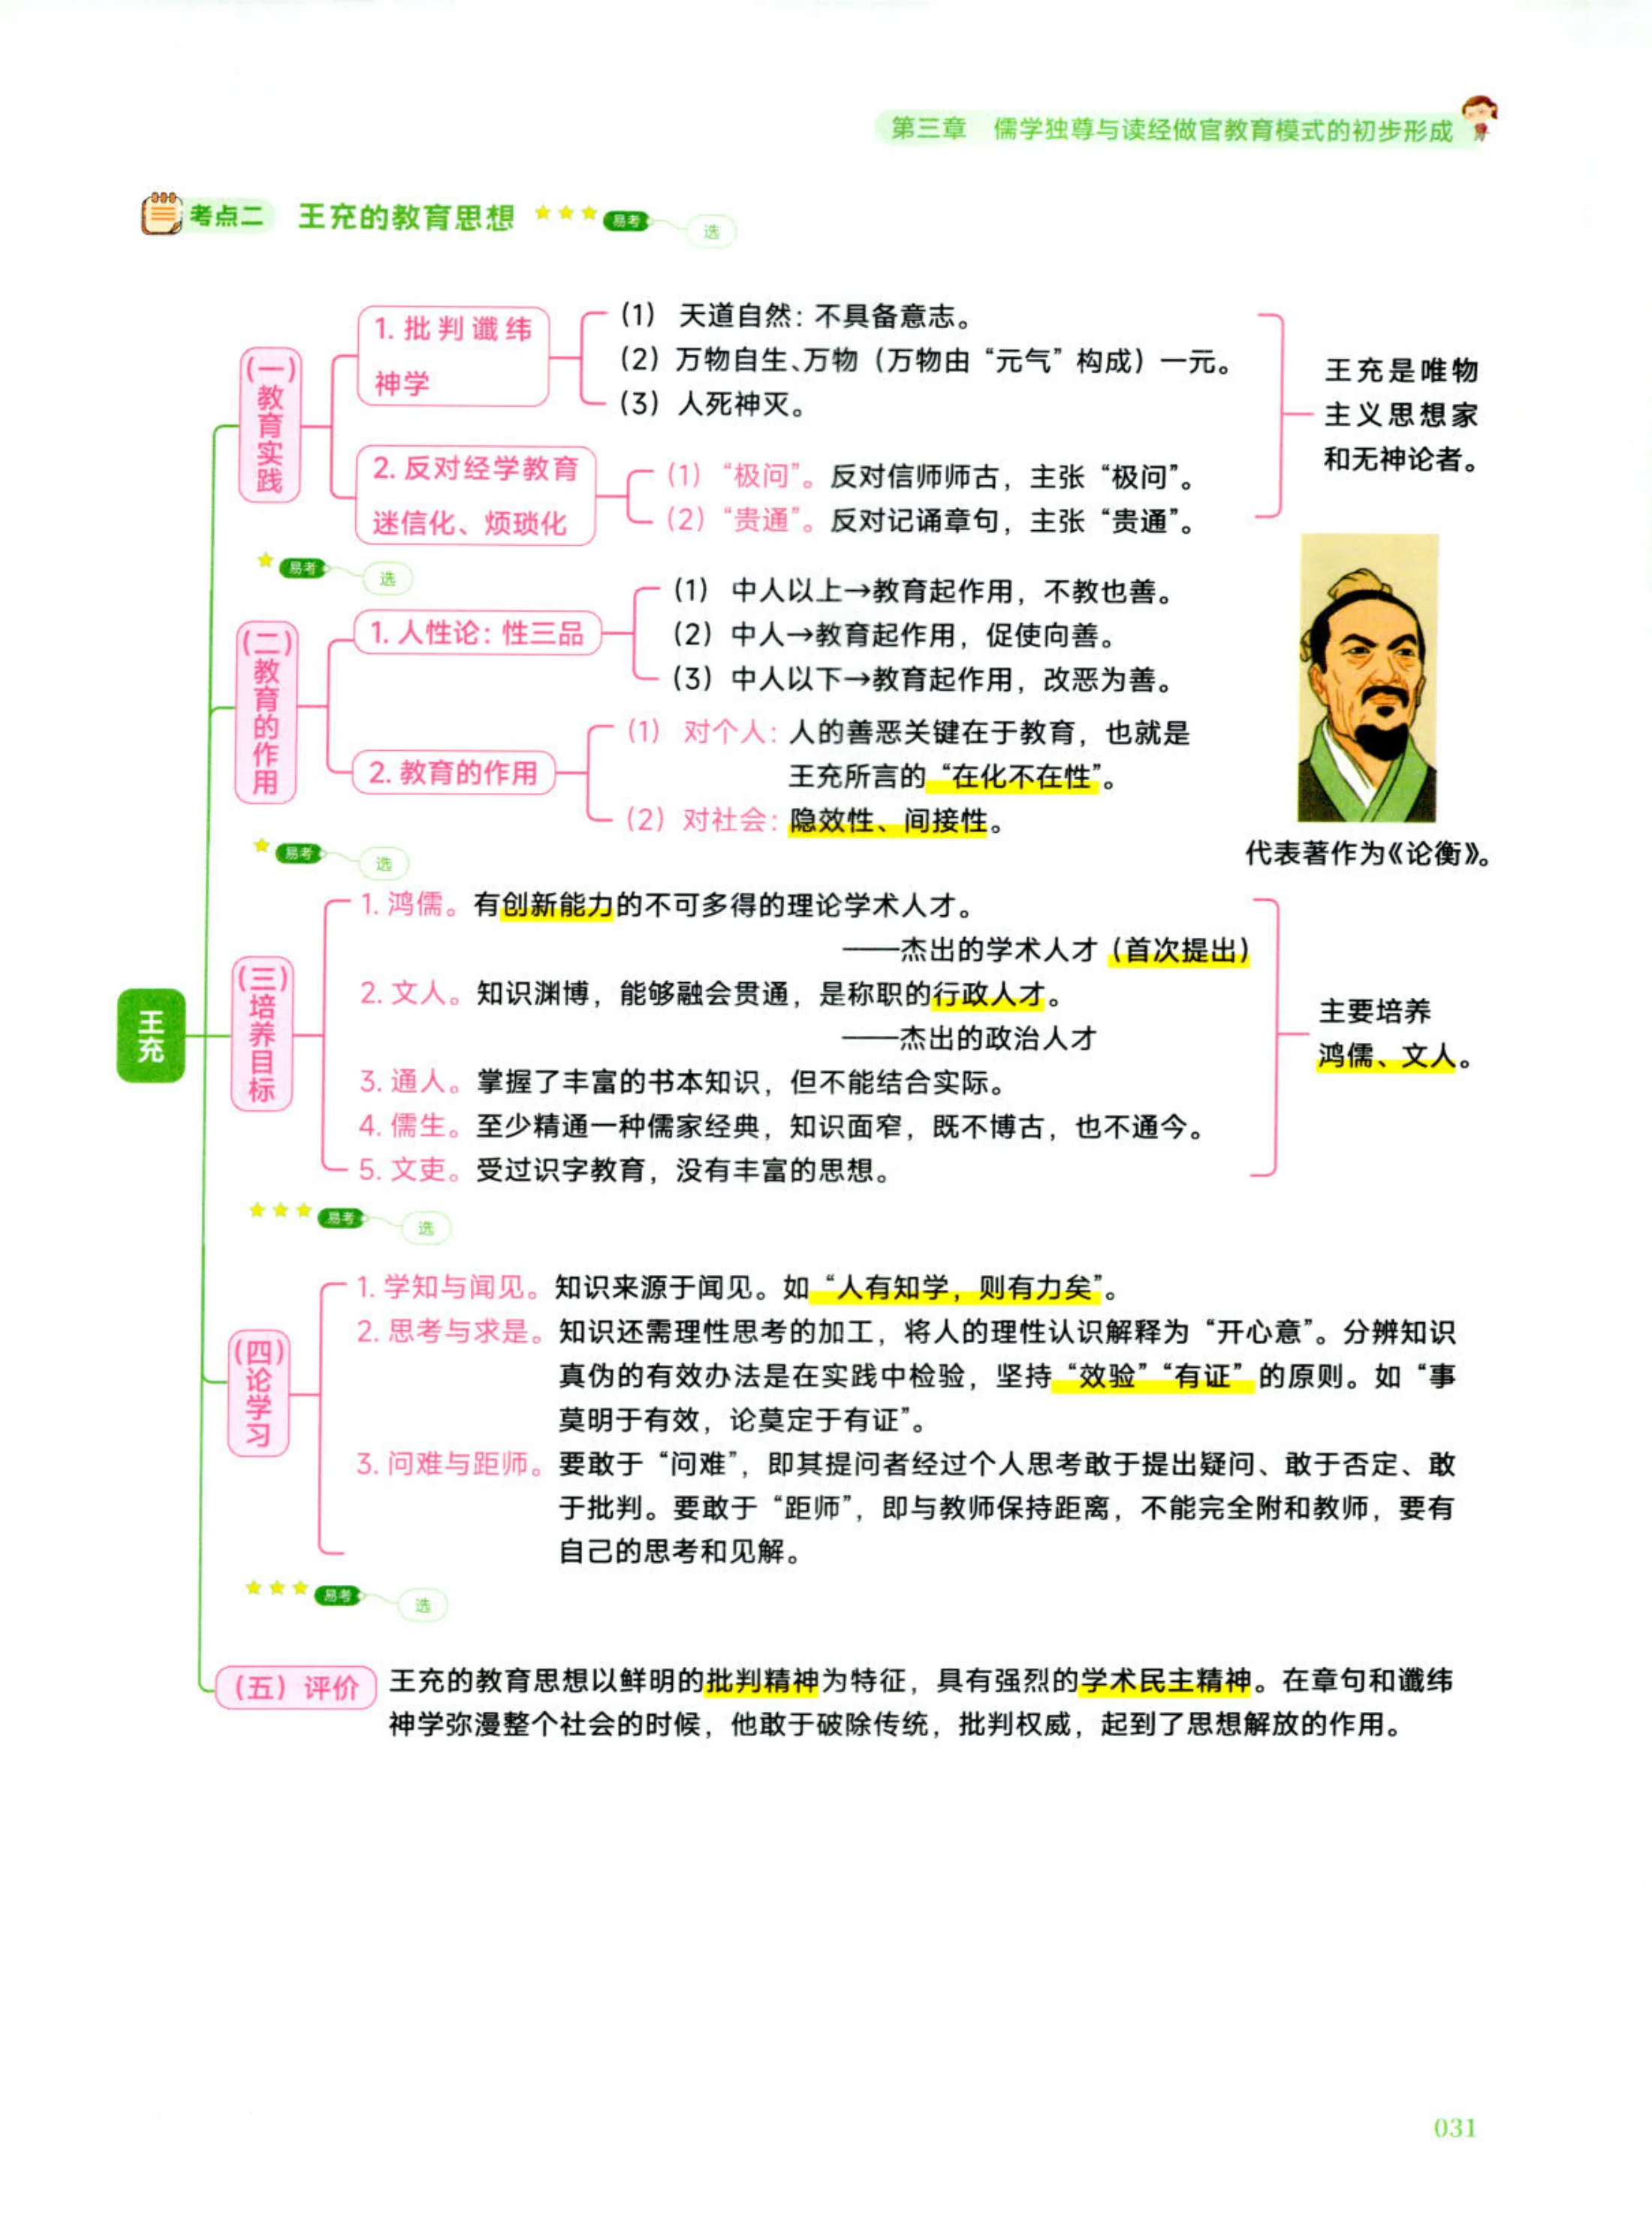 第三章 儒学独尊与读经做官教育模式的初步形成
考点二 王充的教育思想 易考 选
王充
(一)教育实践
1. 批判谶纬
神学
(1) 天道自然：不具备意志。
(2) 万物自生、万物（万物由“元气”构成）一元。
(3) 人死神灭。
2. 反对经学教育
迷信化、烦琐化
(1) “极问”。反对信师师古，主张“极问”。
(2) “贵通”。反对记诵章句，主张“贵通”。
王充是唯物
主义思想家
和无神论者。
易考 选
(二)教育的作用
1. 人性论：性三品
(1) 中人以上→教育起作用，不教也善。
(2) 中人→教育起作用，促使向善。
(3) 中人以下→教育起作用，改恶为善。
2. 教育的作用
(1) 对个人：人的善恶关键在于教育，也就是
王充所言的“在化不在性”。
(2) 对社会：隐效性、间接性。
代表著作为《论衡》。
易考 选
(三)培养目标
1. 鸿儒。有创新能力的不可多得的理论学术人才。
——杰出的学术人才（首次提出）
2. 文人。知识渊博，能够融会贯通，是称职的行政人才。
——杰出的政治人才
3. 通人。掌握了丰富的书本知识，但不能结合实际。
4. 儒生。至少精通一种儒家经典，知识面窄，既不博古，也不通今。
5. 文吏。受过识字教育，没有丰富的思想。
主要培养
鸿儒、文人。
易考 选
(四)论学习
1. 学知与闻见。知识来源于闻见。如“人有知学，则有力矣”。
2. 思考与求是。知识还需理性思考的加工，将人的理性认识解释为“开心意”。分辨知识
真伪的有效办法是在实践中检验，坚持“效验”“有证”的原则。如“事
莫明于有效，论莫定于有证”。
3. 问难与距师。要敢于“问难”，即其提问者经过个人思考敢于提出疑问、敢于否定、敢
于批判。要敢于“距师”，即与教师保持距离，不能完全附和教师，要有
自己的思考和见解。
易考 选
(五) 评价
王充的教育思想以鲜明的批判精神为特征，具有强烈的学术民主精神。在章句和谶纬
神学弥漫整个社会的时候，他敢于破除传统，批判权威，起到了思想解放的作用。
031